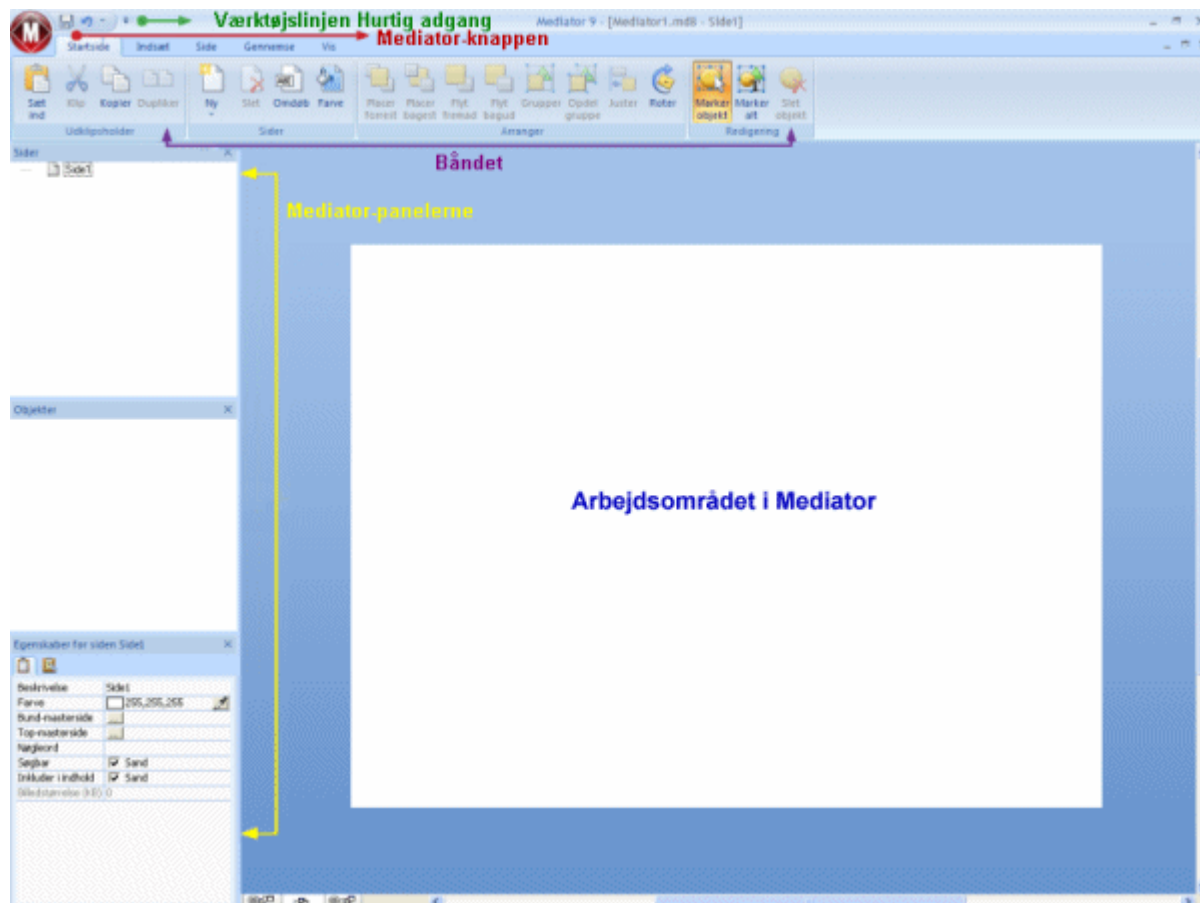 Værktøjslinjen Hurtig adgang
Mediator 9 - [Mediator1.md8 - Side1]
Mediator-knappen
Startside Indsæt Side Gennemse Vis
Sæt ind Klip Kopier Dupliker Ny Slet Omdøb Farve Placer forrest Placer bagest Flyt fremad Flyt bagud Grupper Opdel gruppe Juster Roter Marker objekt Marker alt Slet objekt
Udklipsholder Sider Arranger Redigering
Båndet
Sider
Side1
Mediator-panelerne
Objekter
Arbejdsområdet i Mediator
Egenskaber for siden Side1
Beskrivelse Side1
Farve 255,255,255
Bund-masterside
Top-masterside
Nøgleord
Søgbar Sand
Inkluder i indhold Sand
Billedstørrelse (kB) 0